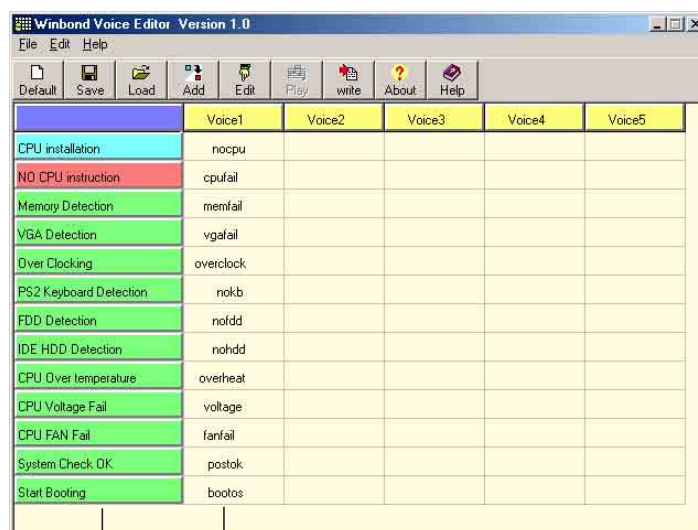 Winbond Voice Editor Version 1.0
File Edit Help
Default Save Load Add Edit Play write About Help
Voice1 Voice2 Voice3 Voice4 Voice5
CPU installation nocpu
NO CPU instruction cpufail
Memory Detection memfail
VGA Detection vgafail
Over Clocking overclock
PS2 Keyboard Detection nokb
FDD Detection nofdd
IDE HDD Detection nohdd
CPU Over temperature overheat
CPU Voltage Fail voltage
CPU FAN Fail fanfail
System Check OK postok
Start Booting bootos